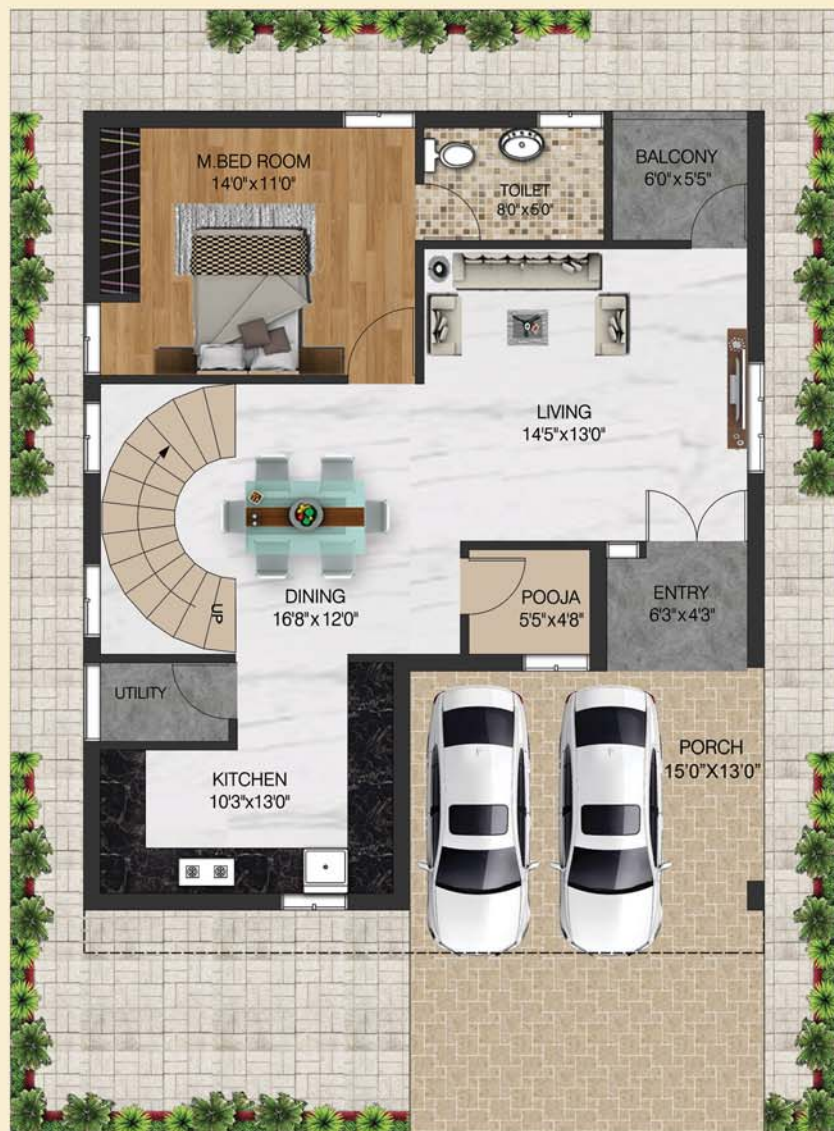 M.BED ROOM
14'0"x11'0"
TOILET
8'0"x5'0"
BALCONY
6'0"x5'5"
LIVING
14'5"x13'0"
DINING
16'8"x12'0"
UP
POOJA
5'5"x4'8"
ENTRY
6'3"x4'3"
UTILITY
KITCHEN
10'3"x13'0"
PORCH
15'0"X13'0"